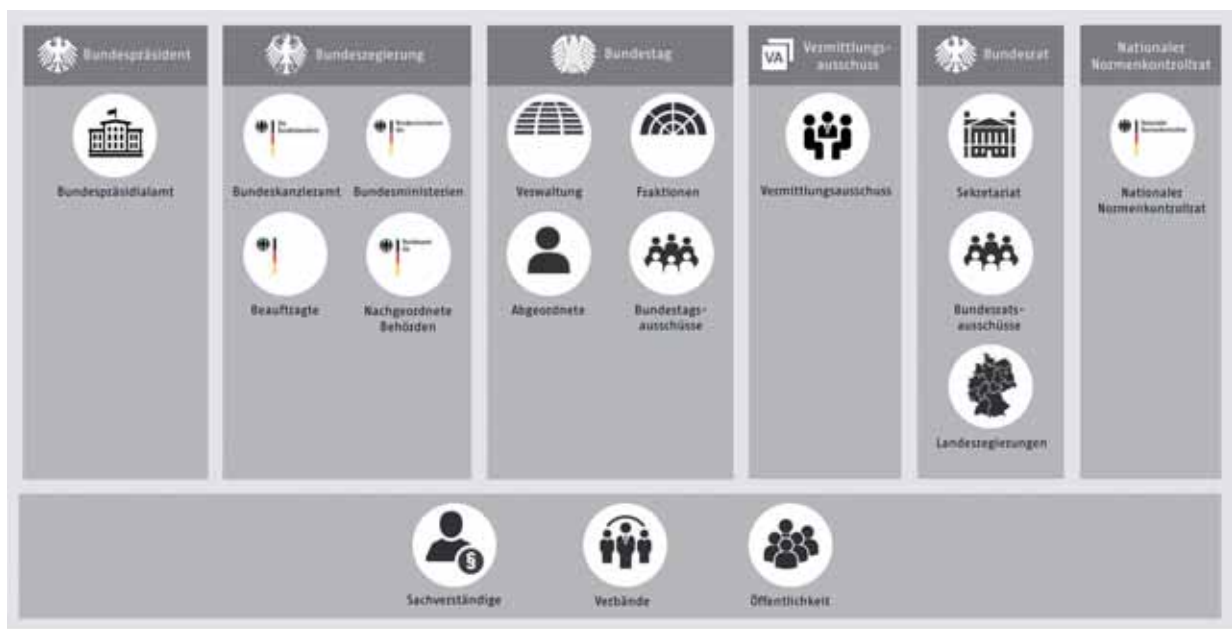 Bundespräsident
Bundespräsidialamt
Bundesregierung
Bundeskanzleramt
Bundesministerien
Beauftragte
Nachgeordnete
Behörden
Bundestag
Verwaltung
Fraktionen
Abgeordnete
Bundestags-
ausschüsse
VA
Vermittlungs-
ausschuss
Vermittlungsausschuss
Bundesrat
Sekretariat
Bundesrats-
ausschüsse
Landesregierungen
Nationaler
Normenkontrollrat
Nationaler
Normenkontrollrat
Sachverständige
§
Verbände
Öffentlichkeit